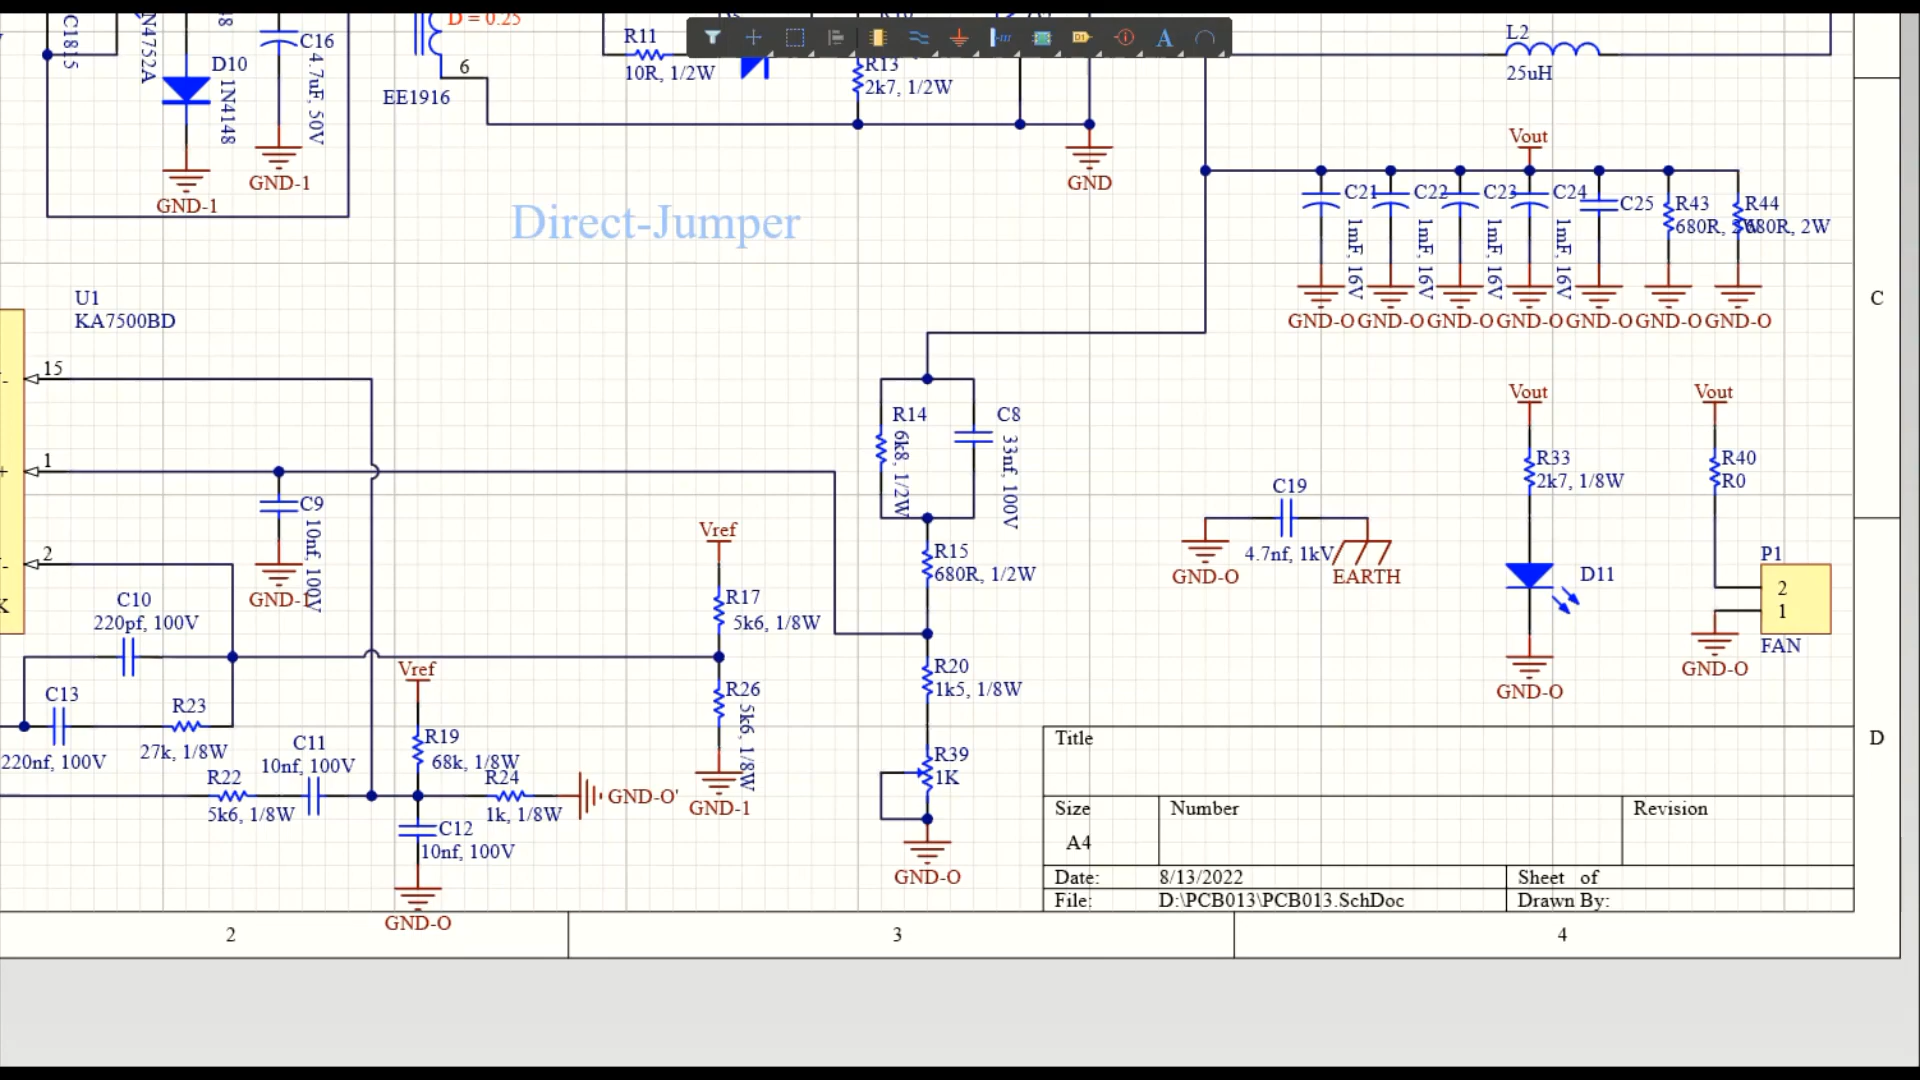 D = 0.25
C1815
1N4752A
C16
4.7uF, 50V
D10
1N4148
GND-1
GND-1
6
EE1916
R11
10R, 1/2W
R13
2k7, 1/2W
GND
L2
25uH
Direct-Jumper
Vout
C21
1mF, 16V
C22
1mF, 16V
C23
1mF, 16V
C24
1mF, 16V
C25
R43
680R, 2W
R44
680R, 2W
GND-O
GND-O
GND-O
GND-O
GND-O
GND-O
GND-O
C
U1
KA7500BD
15
1
2
C9
10nf, 100V
GND-1
C10
220pf, 100V
C13
220nf, 100V
R23
27k, 1/8W
R22
5k6, 1/8W
C11
10nf, 100V
Vref
R19
68k, 1/8W
R24
1k, 1/8W
GND-O'
C12
10nf, 100V
GND-O
Vref
R17
5k6, 1/8W
R26
5k6, 1/8W
GND-1
R14
6k8, 1/2W
C8
33nf, 100V
R15
680R, 1/2W
R20
1k5, 1/8W
R39
1K
GND-O
C19
4.7nf, 1kV
GND-O
EARTH
Vout
R33
2k7, 1/8W
D11
GND-O
Vout
R40
R0
P1
2
1
FAN
GND-O
D
Title
Size
A4
Number
Revision
Date:
8/13/2022
Sheet of
File:
D:\PCB013\PCB013.SchDoc
Drawn By:
2
3
4